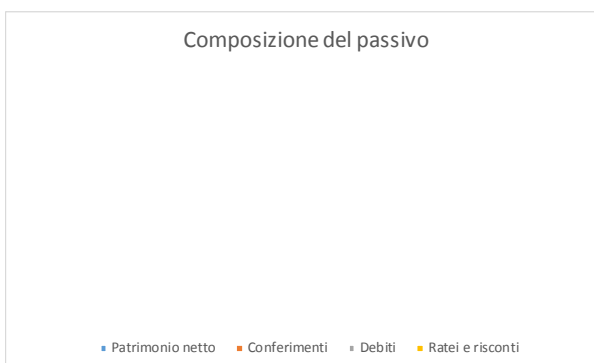 Composizione del passivo
Patrimonio netto Conferimenti Debiti Ratei e risconti